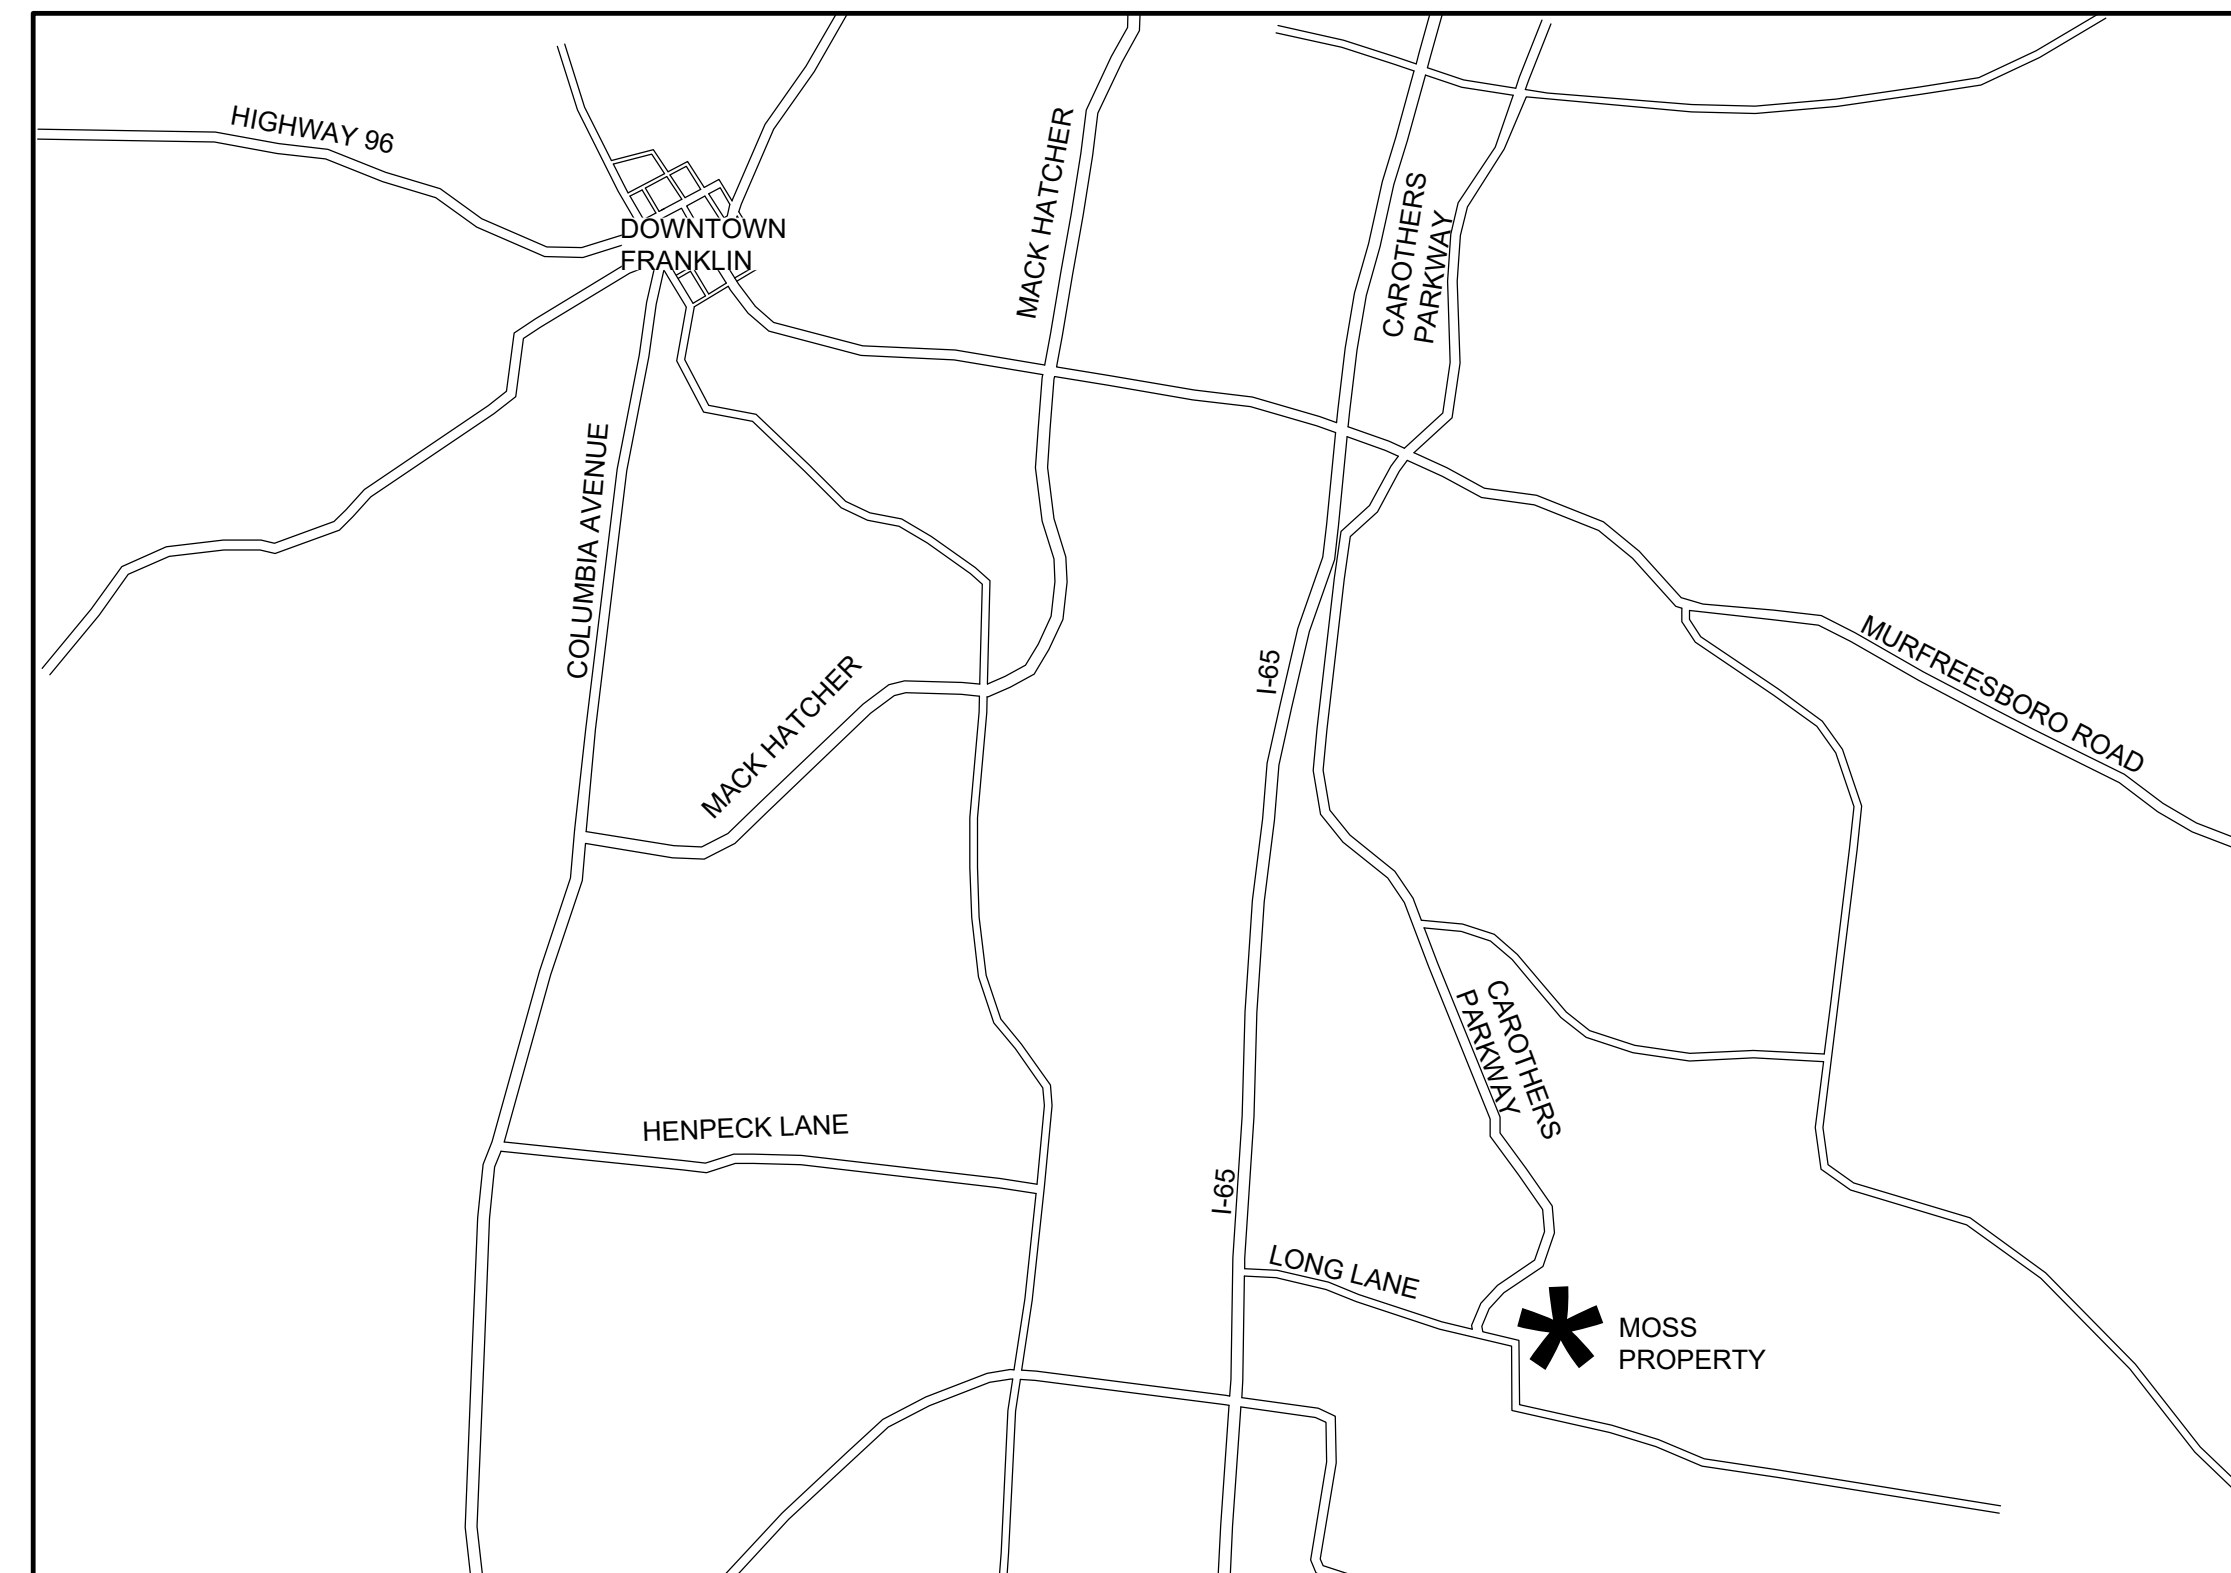 HIGHWAY 96
DOWNTOWN
FRANKLIN
MACK HATCHER
CAROTHERS
PARKWAY
COLUMBIA AVENUE
MACK HATCHER
I-65
MURFREESBORO ROAD
CAROTHERS
PARKWAY
HENPECK LANE
I-65
LONG LANE
MOSS
PROPERTY